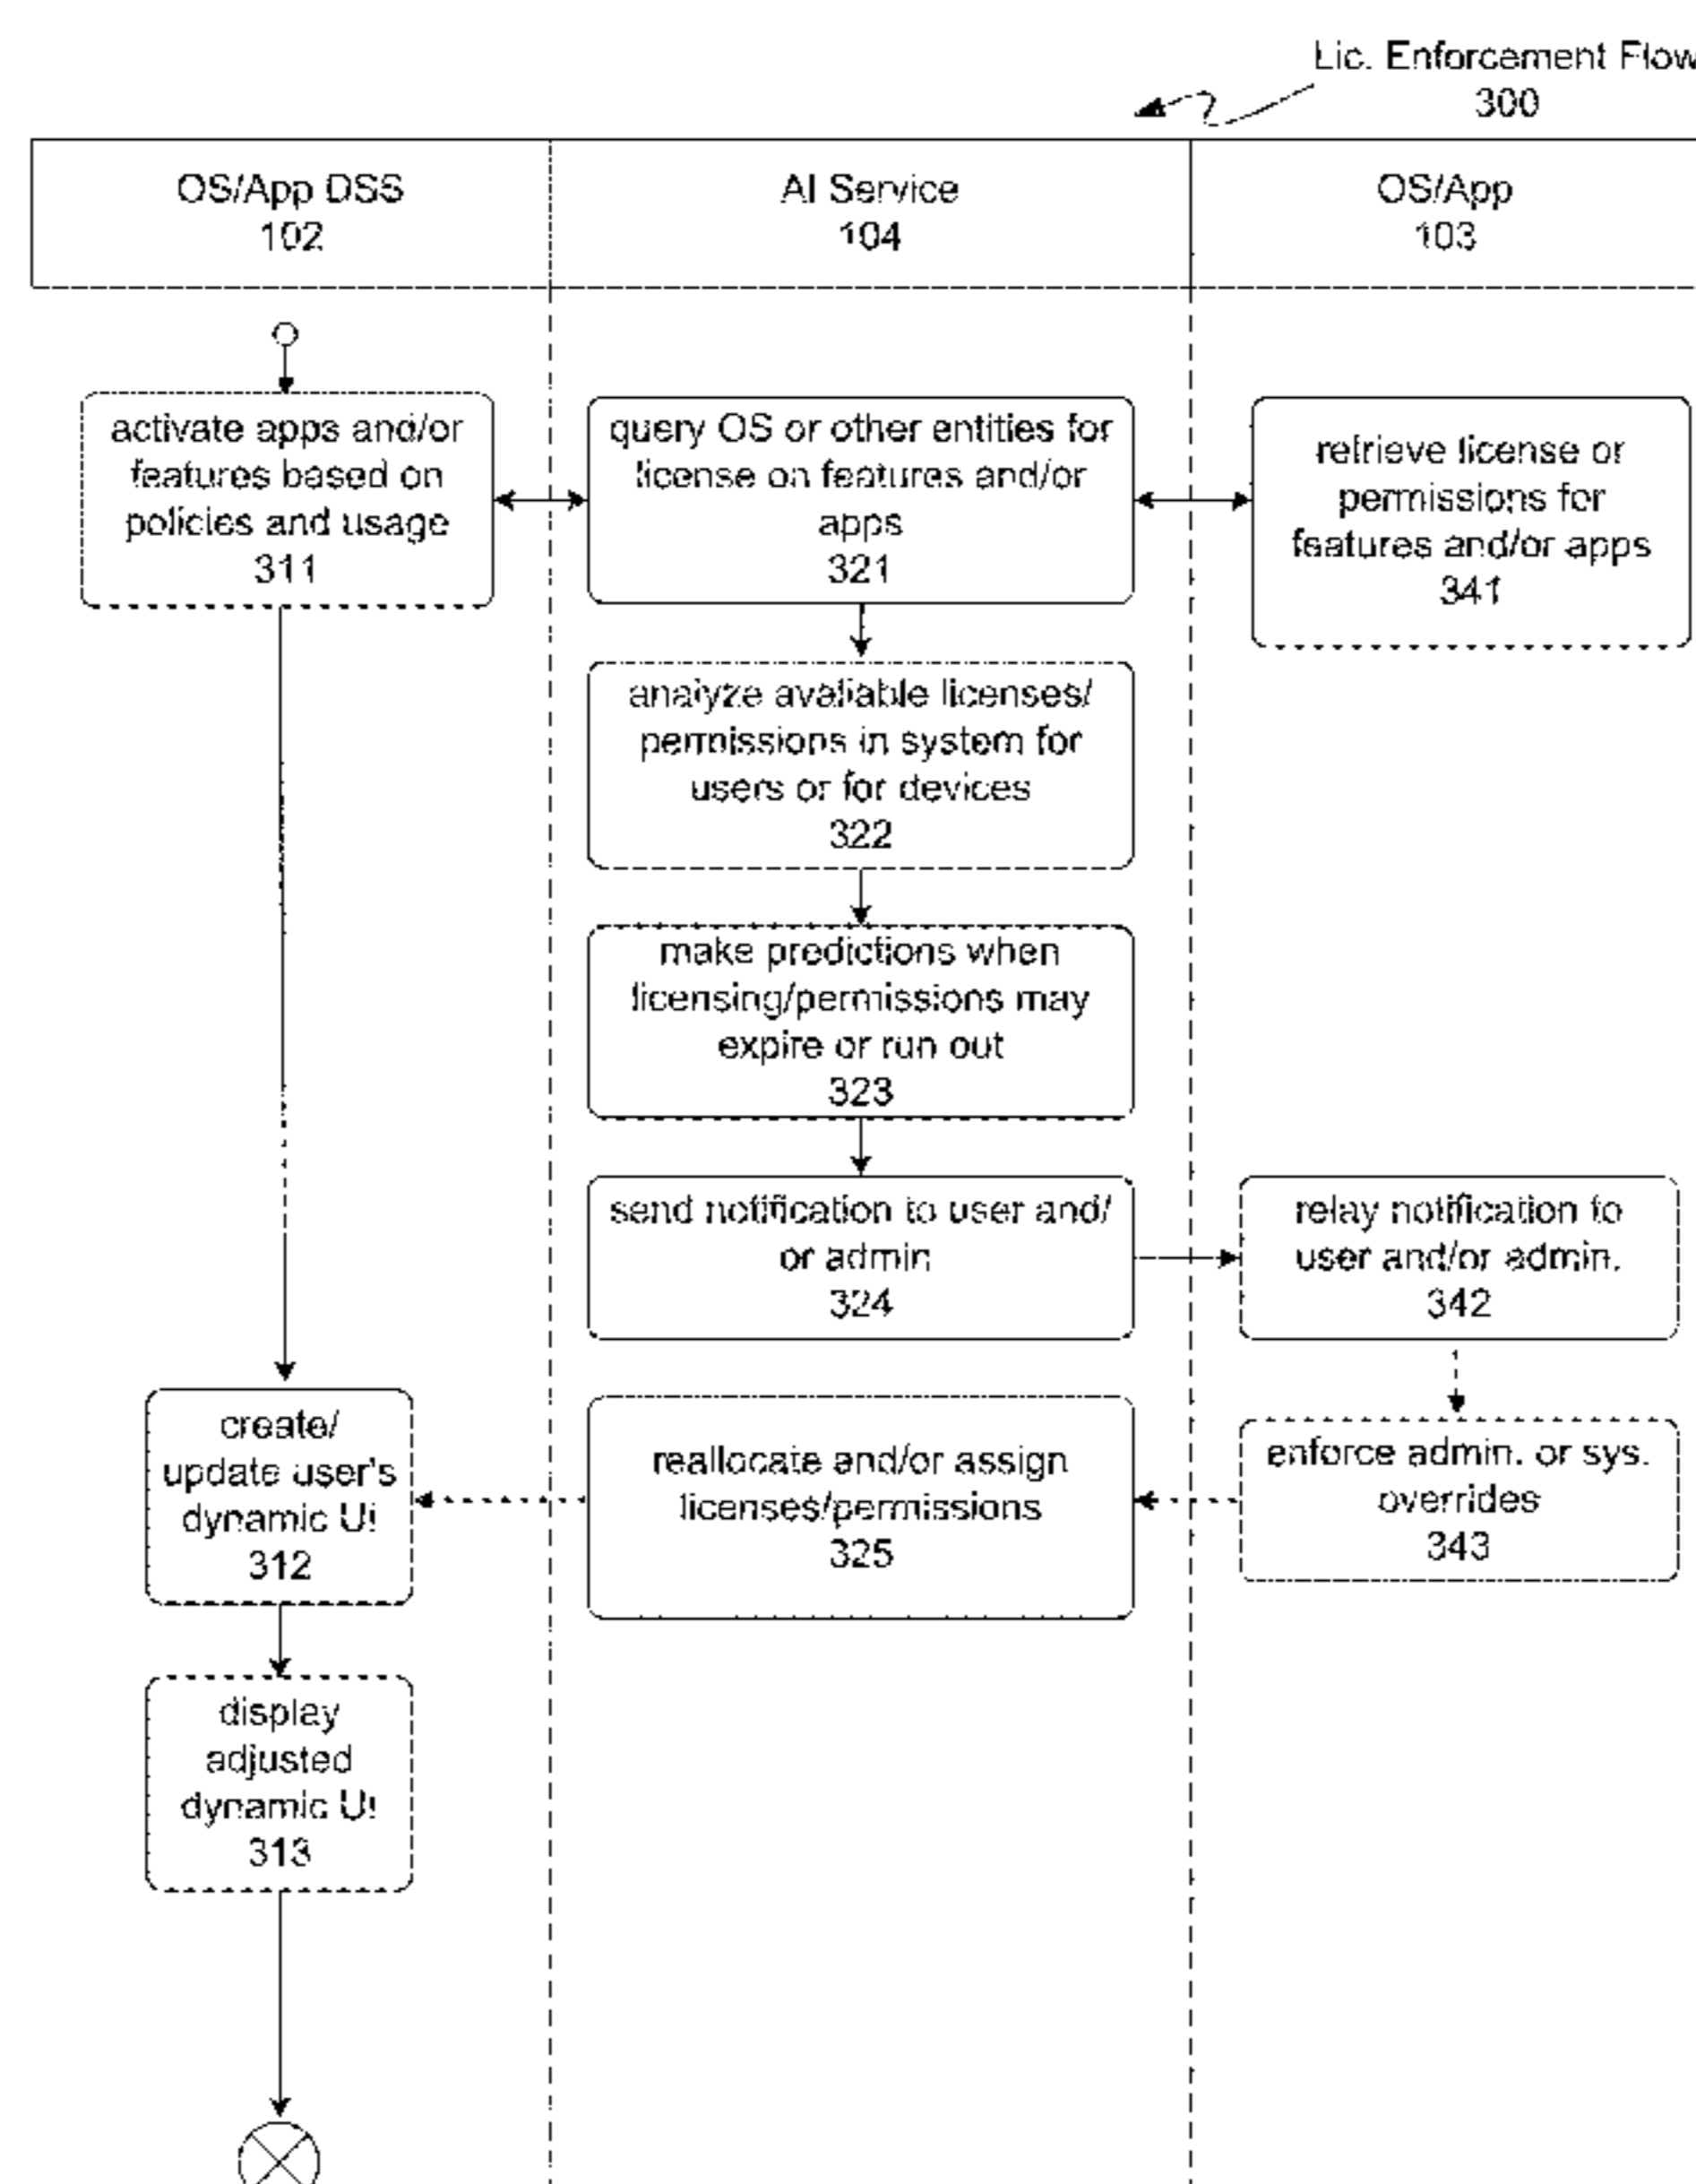 Lic. Enforcement Flow
300
OS/App DSS
102
AI Service
104
OS/App
103
activate apps and/or
features based on
policies and usage
311
query OS or other entities for
license on features and/or
apps
321
retrieve license or
permissions for
features and/or apps
341
analyze available licenses/
permissions in system for
users or for devices
322
make predictions when
licensing/permissions may
expire or run out
323
send notification to user and/
or admin
324
relay notification to
user and/or admin.
342
create/
update user's
dynamic UI
312
reallocate and/or assign
licenses/permissions
325
enforce admin. or sys.
overrides
343
display
adjusted
dynamic UI
313